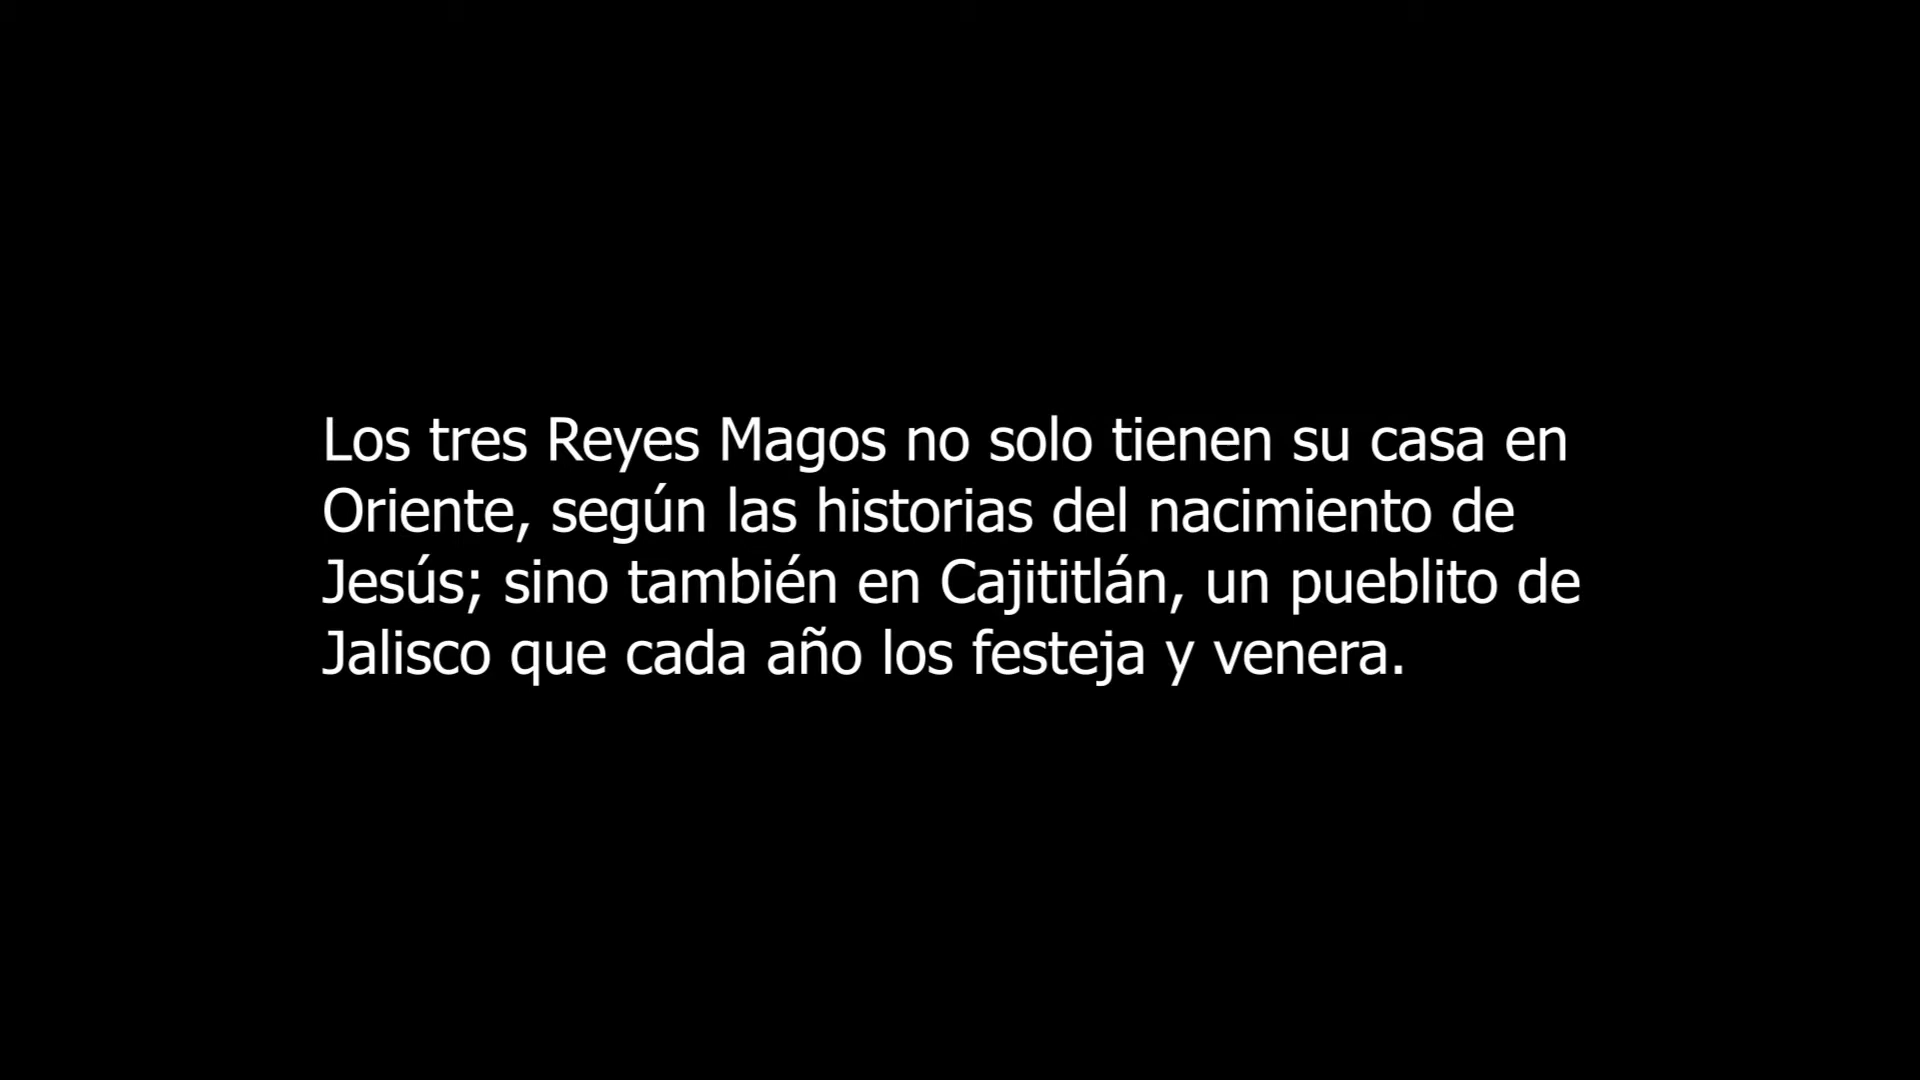 Los tres Reyes Magos no solo tienen su casa en
Oriente, según las historias del nacimiento de
Jesús; sino también en Cajititlán, un pueblito de
Jalisco que cada año los festeja y venera.